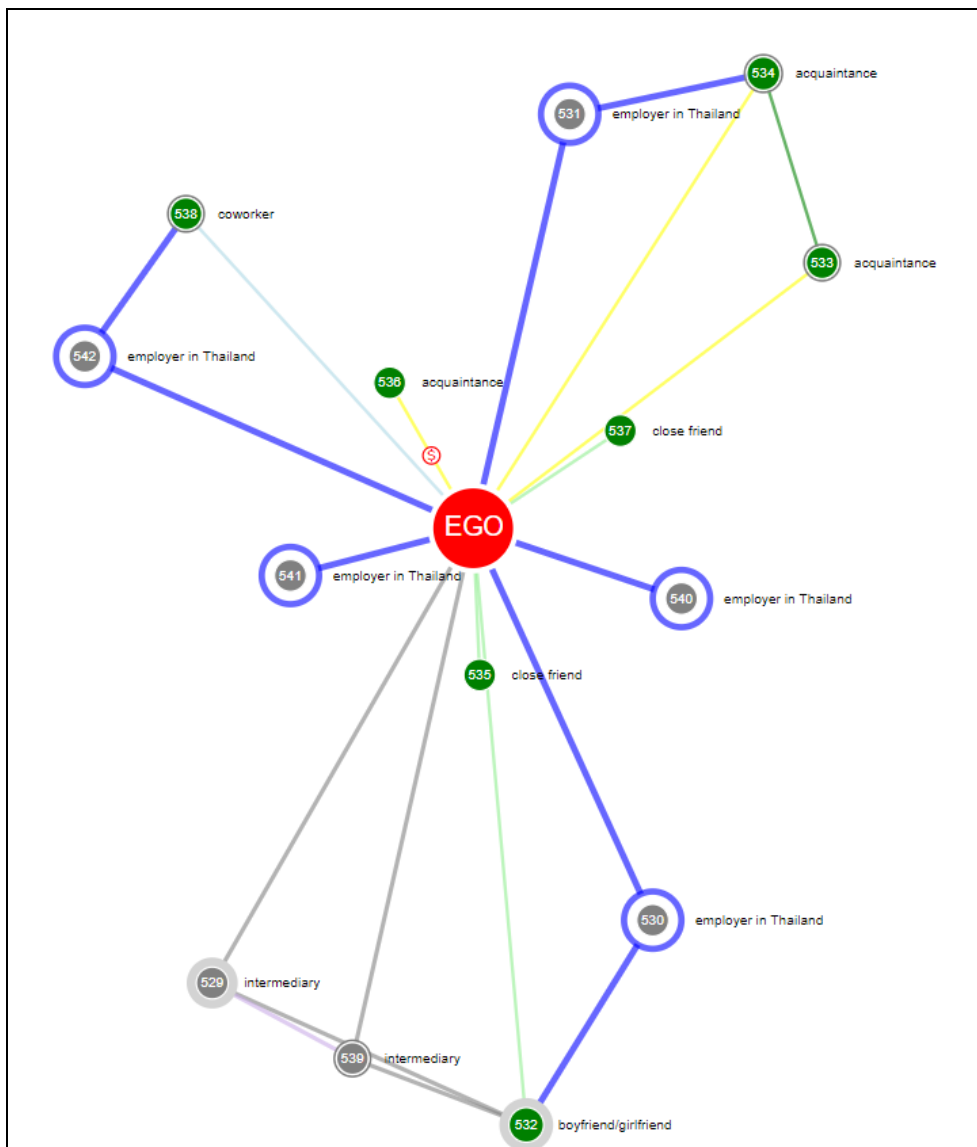 534 acquaintance
531 employer in Thailand
538 coworker
533 acquaintance
542 employer in Thailand
536 acquaintance
537 close friend
$
EGO
541 employer in Thailand
540 employer in Thailand
535 close friend
530 employer in Thailand
529 intermediary
539 intermediary
532 boyfriend/girlfriend